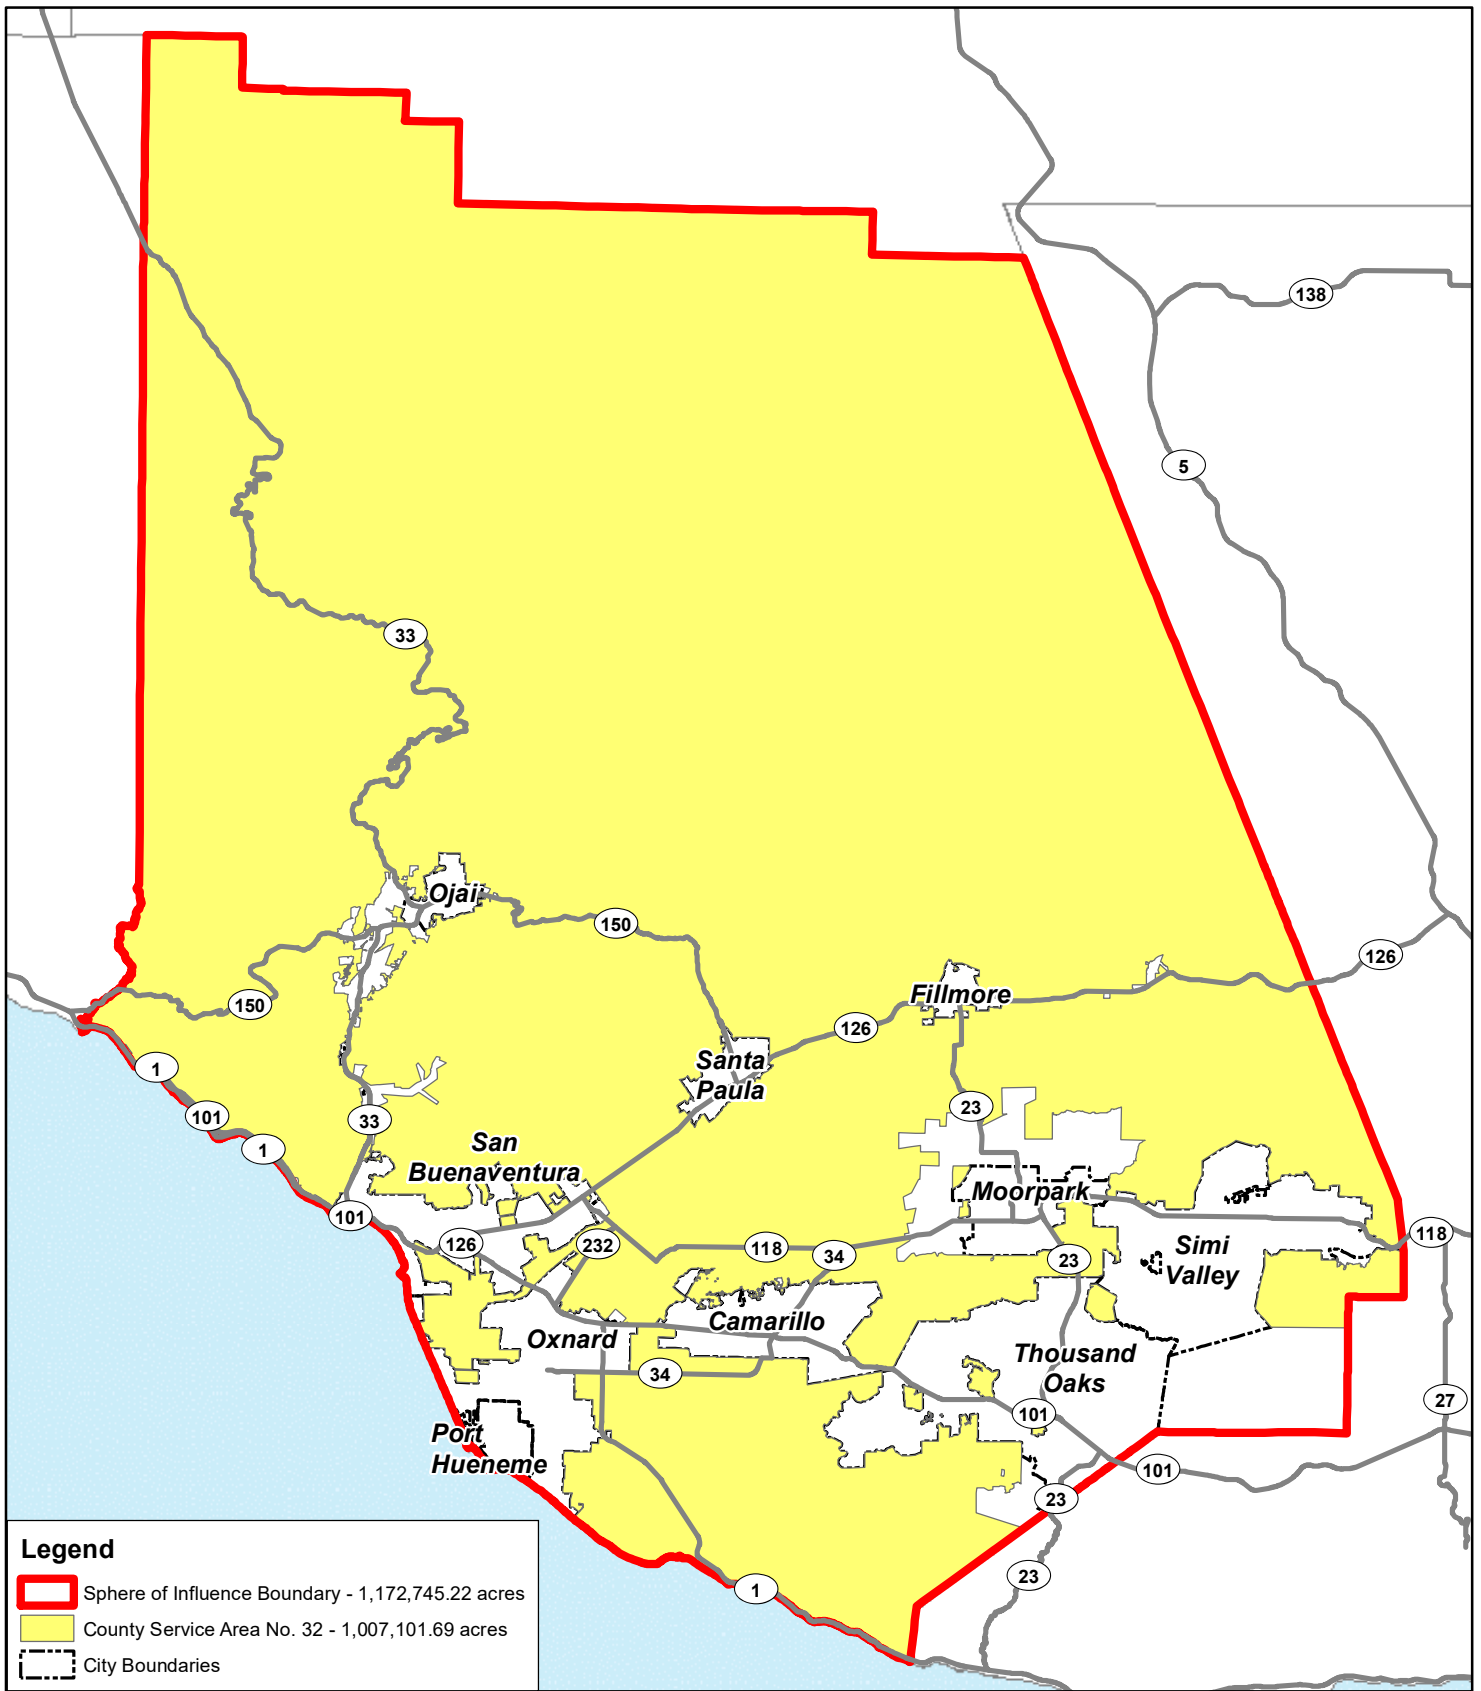 138
5
33
Ojai
150
126
150
Fillmore
126
Santa
Paula
1
101
33
23
1
San
Buenaventura
Moorpark
101
126
232
118
34
23
118
Simi
Valley
Camarillo
Oxnard
Thousand
Oaks
34
27
101
Port
Hueneme
101
23
23
1
Legend
Sphere of Influence Boundary - 1,172,745.22 acres
County Service Area No. 32 - 1,007,101.69 acres
City Boundaries